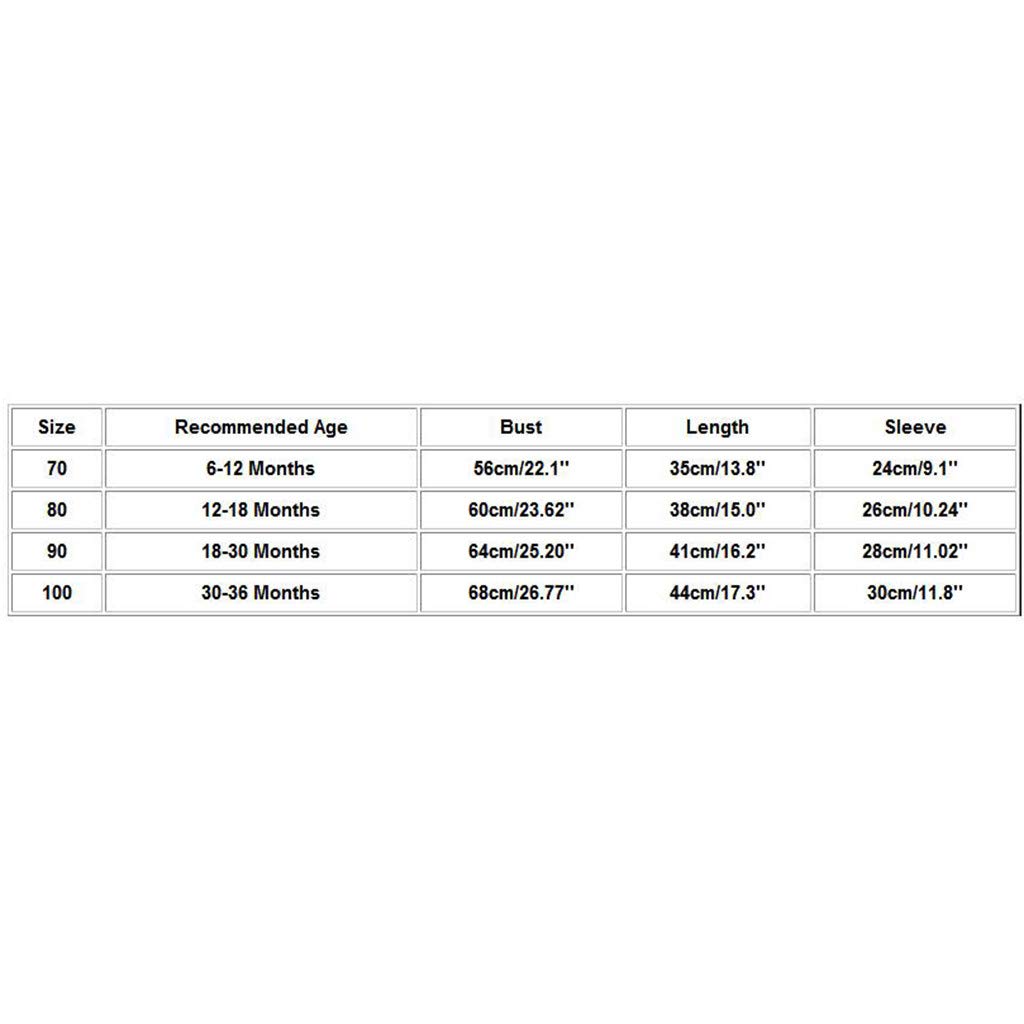 Size Recommended Age Bust Length Sleeve
70 6-12 Months 56cm/22.1'' 35cm/13.8'' 24cm/9.1''
80 12-18 Months 60cm/23.62'' 38cm/15.0'' 26cm/10.24''
90 18-30 Months 64cm/25.20'' 41cm/16.2'' 28cm/11.02''
100 30-36 Months 68cm/26.77'' 44cm/17.3'' 30cm/11.8''